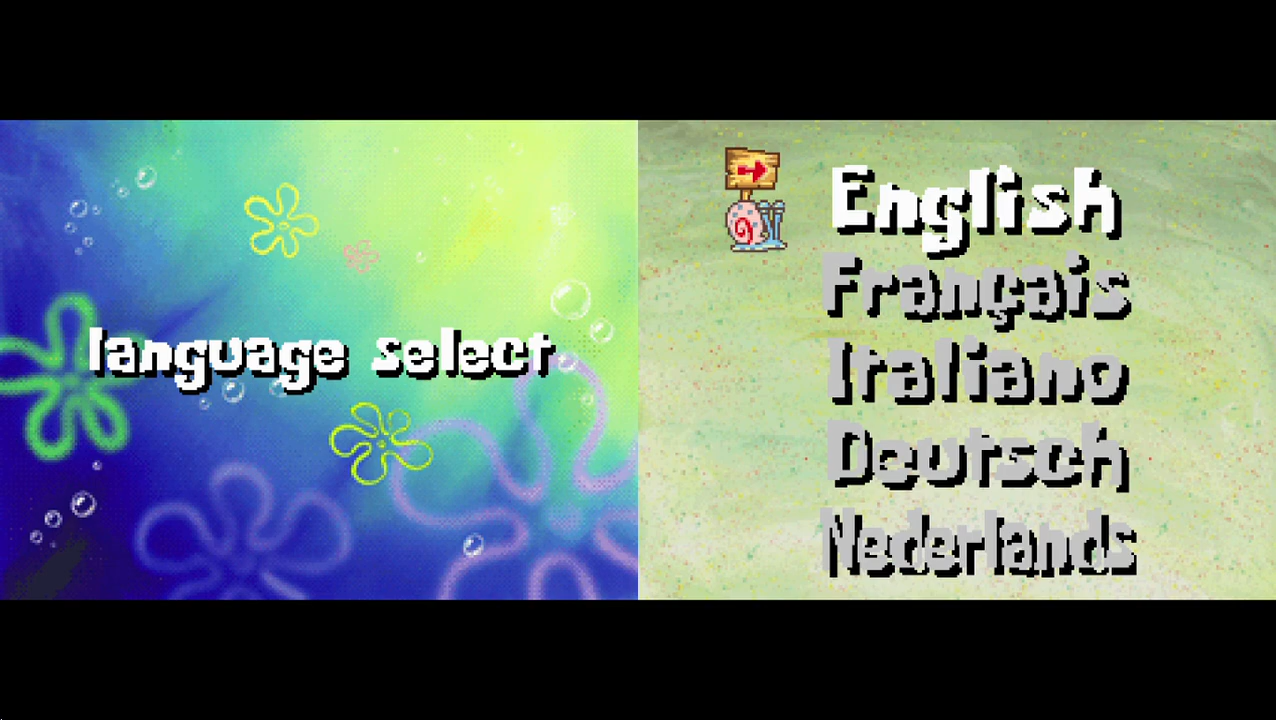 language select
English
Français
Italiano
Deutsch
Nederlands